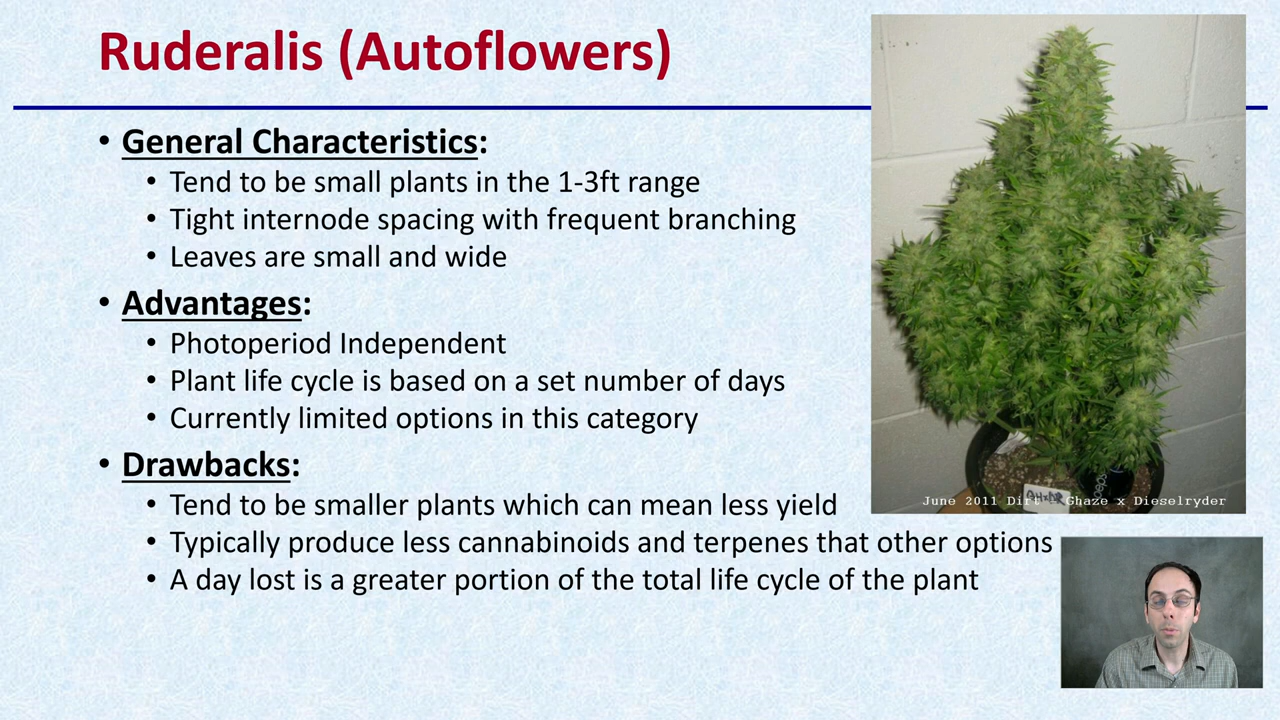 Ruderalis (Autoflowers)
• General Characteristics:
• Tend to be small plants in the 1-3ft range
• Tight internode spacing with frequent branching
• Leaves are small and wide
• Advantages:
• Photoperiod Independent
• Plant life cycle is based on a set number of days
• Currently limited options in this category
• Drawbacks:
• Tend to be smaller plants which can mean less yield
• Typically produce less cannabinoids and terpenes that other options
• A day lost is a greater portion of the total life cycle of the plant
June 2011 Ghaze x Dieselryder